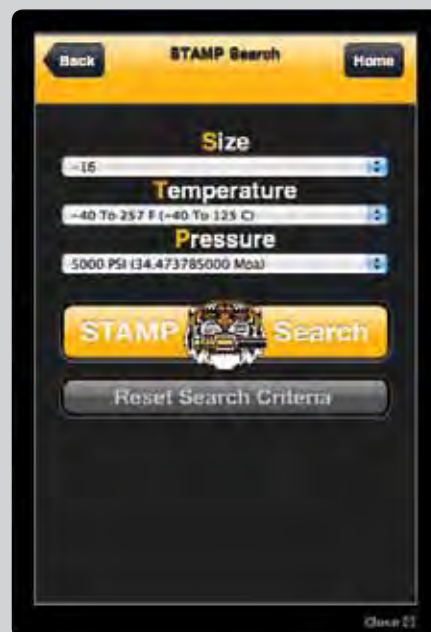 Back
STAMP Search
Home
Size
-16
Temperature
-40 To 257 F (-40 To 125 C)
Pressure
5000 PSI (34.473785000 Mpa)
STAMP Search
Reset Search Criteria
Close